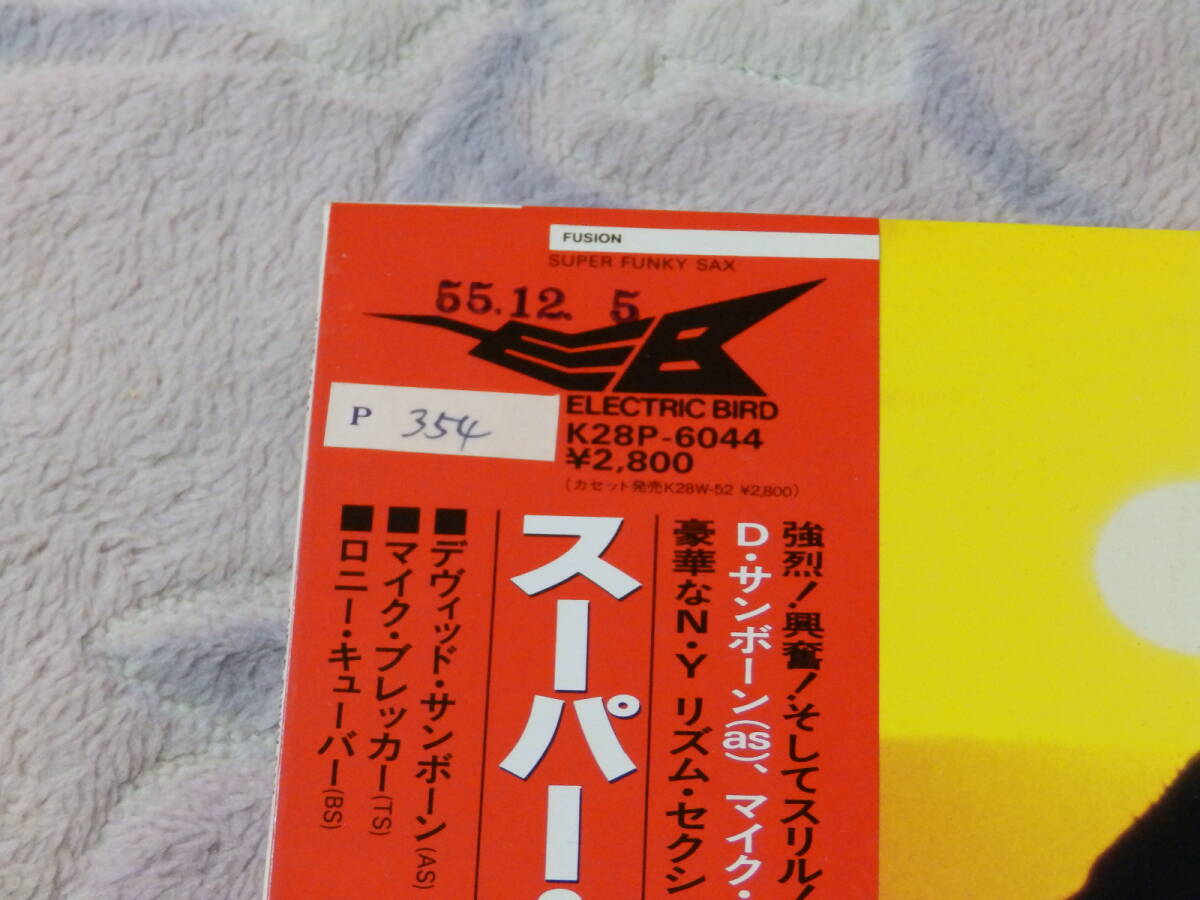 FUSION
SUPER FUNKY SAX
55.12. 5
EB
ELECTRIC BIRD
K28P-6044
¥2,800
(カセット発売K28W-52 ¥2,800)
P 354
強烈!興奮!そしてスリル!
D・サンボーン(as)、マイク・
豪華なN・Y リズム・セクシ
スーパー・
■デヴィッド・サンボーン(AS)
■マイク・ブレッカー(TS)
■ロニー・キューバー(BS)